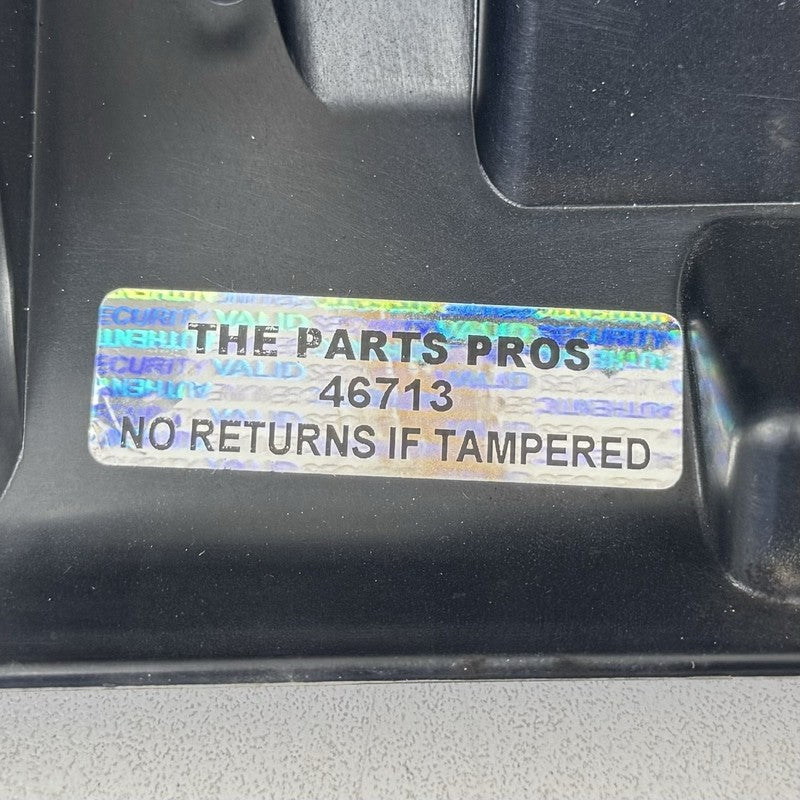 THE PARTS PROS
46713
NO RETURNS IF TAMPERED